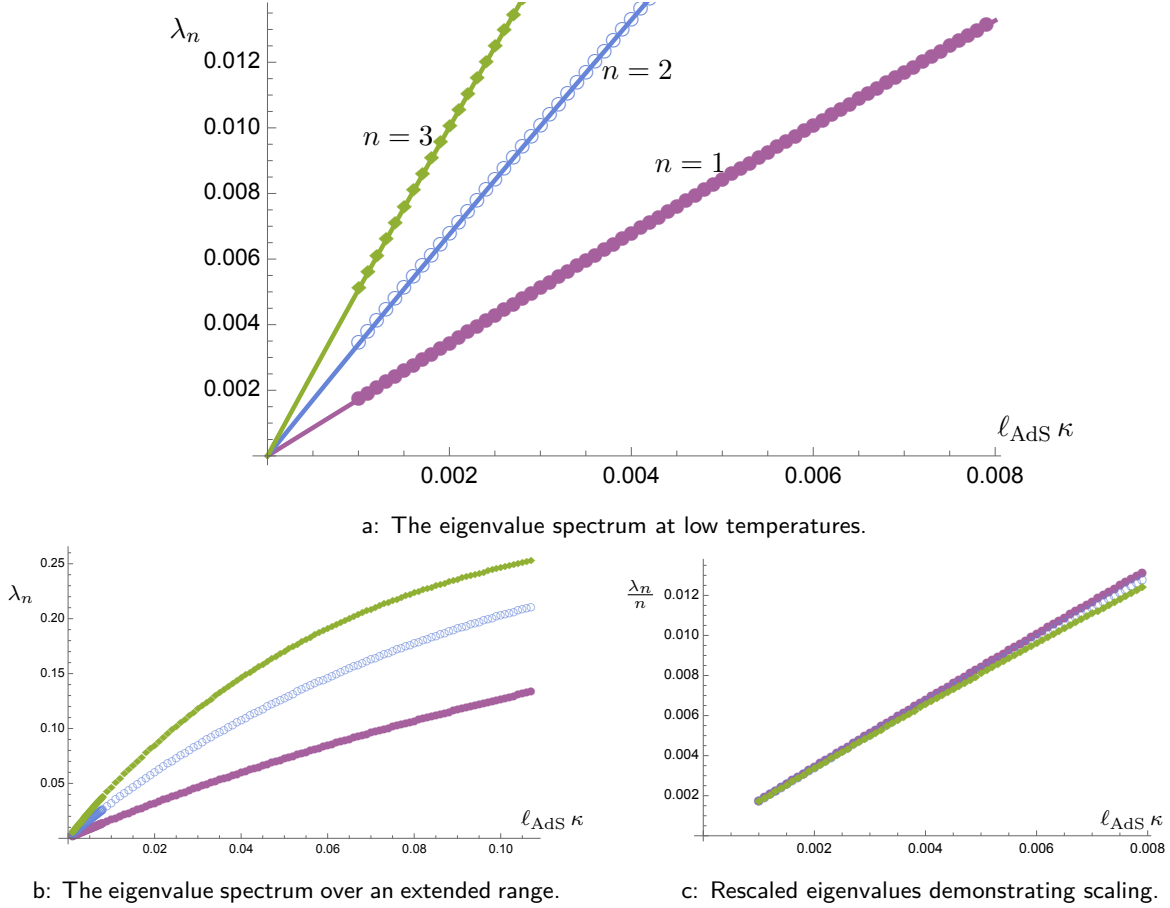 λₙ
0.012
0.010
0.008
0.006
0.004
0.002
n = 3
n = 2
n = 1
ℓ_AdS κ
0.002 0.004 0.006 0.008
a: The eigenvalue spectrum at low temperatures.
λₙ
0.25
0.20
0.15
0.10
0.05
ℓ_AdS κ
0.02 0.04 0.06 0.08 0.10
b: The eigenvalue spectrum over an extended range.
λₙ/n
0.012
0.010
0.008
0.006
0.004
0.002
ℓ_AdS κ
0.002 0.004 0.006 0.008
c: Rescaled eigenvalues demonstrating scaling.